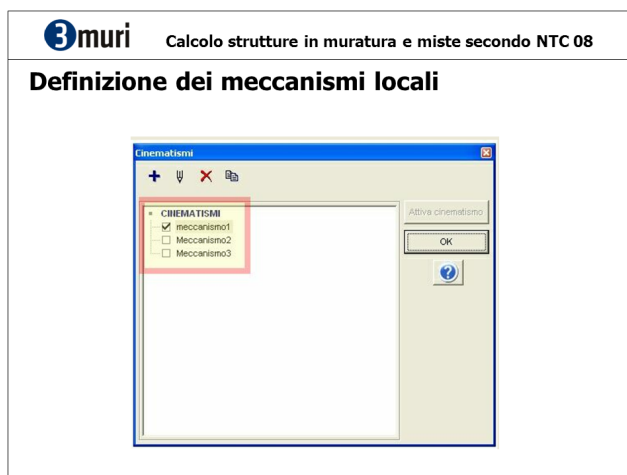 3muri
Calcolo strutture in muratura e miste secondo NTC 08
Definizione dei meccanismi locali
Cinematismi
CINEMATISMI
meccanismo1
Meccanismo2
Meccanismo3
Attiva cinematismo
OK
?